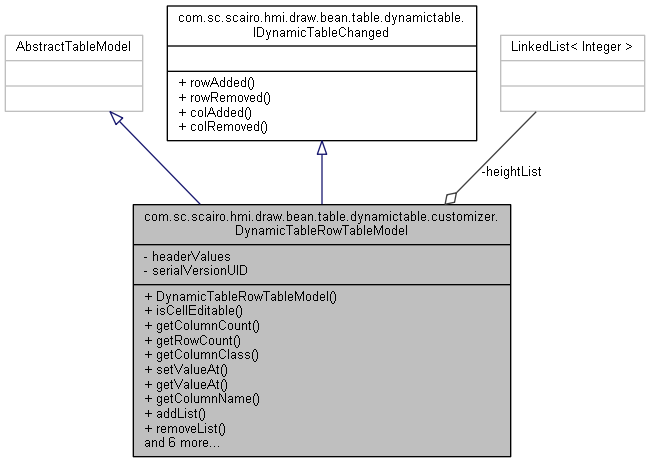 com.sc.scairo.hmi.draw.bean.table.dynamictable.
IDynamicTableChanged
+ rowAdded()
+ rowRemoved()
+ colAdded()
+ colRemoved()
AbstractTableModel
LinkedList< Integer >
-heightList
com.sc.scairo.hmi.draw.bean.table.dynamictable.customizer.
DynamicTableRowTableModel
- headerValues
- serialVersionUID
+ DynamicTableRowTableModel()
+ isCellEditable()
+ getColumnCount()
+ getRowCount()
+ getColumnClass()
+ setValueAt()
+ getValueAt()
+ getColumnName()
+ addList()
+ removeList()
and 6 more...